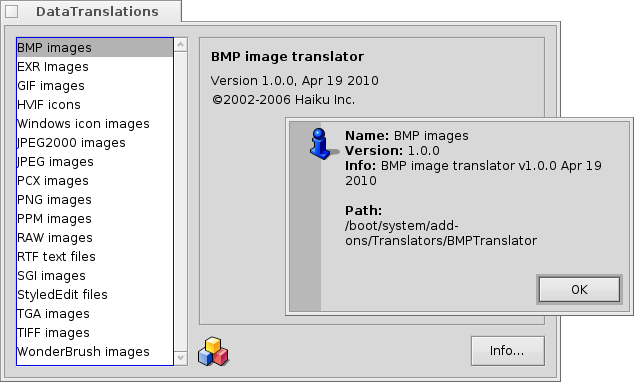 DataTranslations
BMP images
EXR Images
GIF images
HVIF icons
Windows icon images
JPEG2000 images
JPEG images
PCX images
PNG images
PPM images
RAW images
RTF text files
SGI images
StyledEdit files
TGA images
TIFF images
WonderBrush images
BMP image translator
Version 1.0.0, Apr 19 2010
©2002-2006 Haiku Inc.
Name: BMP images
Version: 1.0.0
Info: BMP image translator v1.0.0 Apr 19
2010
Path:
/boot/system/add-
ons/Translators/BMPTranslator
OK
Info...